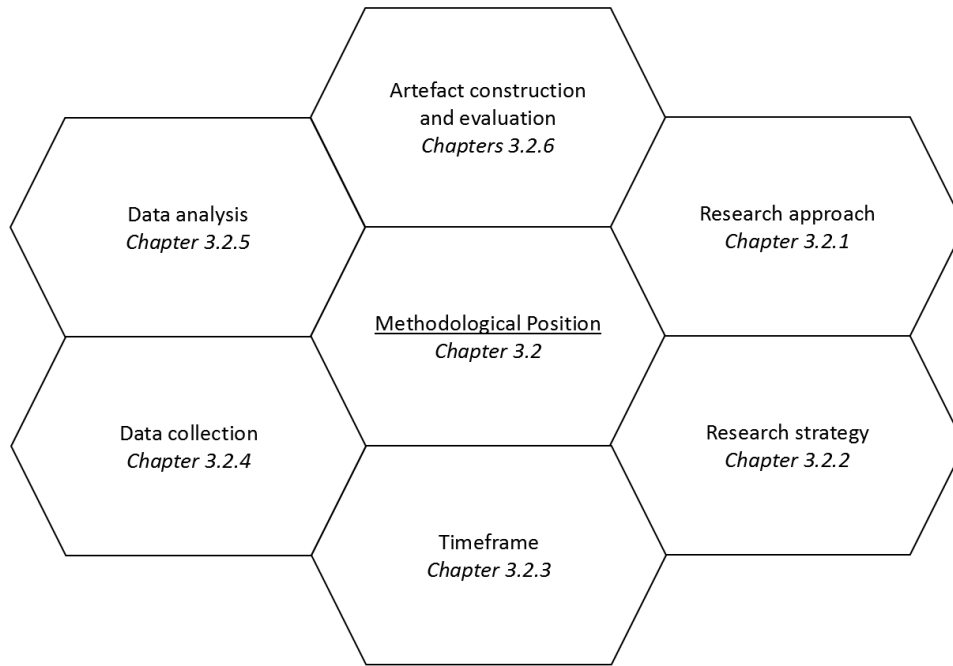 Artefact construction
and evaluation
Chapters 3.2.6
Data analysis
Chapter 3.2.5
Research approach
Chapter 3.2.1
Methodological Position
Chapter 3.2
Data collection
Chapter 3.2.4
Research strategy
Chapter 3.2.2
Timeframe
Chapter 3.2.3